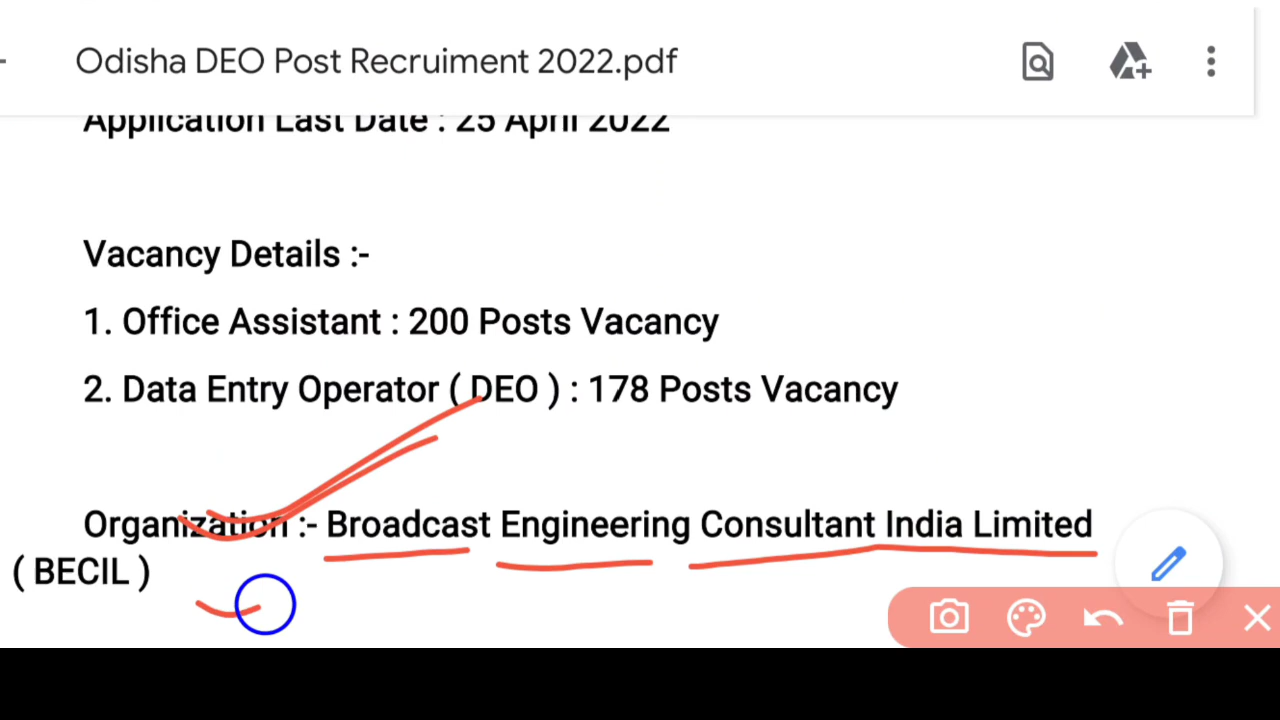 Odisha DEO Post Recruiment 2022.pdf
Application Last Date : 25 April 2022
Vacancy Details :-
1. Office Assistant : 200 Posts Vacancy
2. Data Entry Operator ( DEO ) : 178 Posts Vacancy
Organization :- Broadcast Engineering Consultant India Limited
( BECIL )